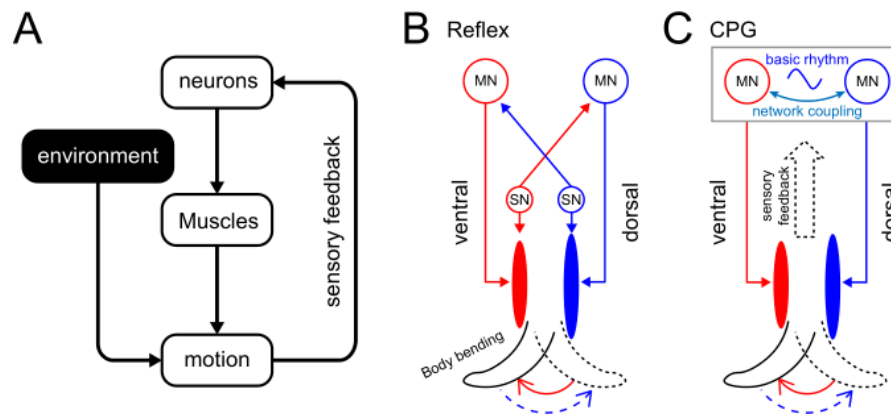 A
neurons
environment
Muscles
sensory feedback
motion
B Reflex
MN
MN
SN
SN
ventral
dorsal
Body bending
C CPG
basic rhythm
MN
MN
network coupling
ventral
sensory
feedback
dorsal